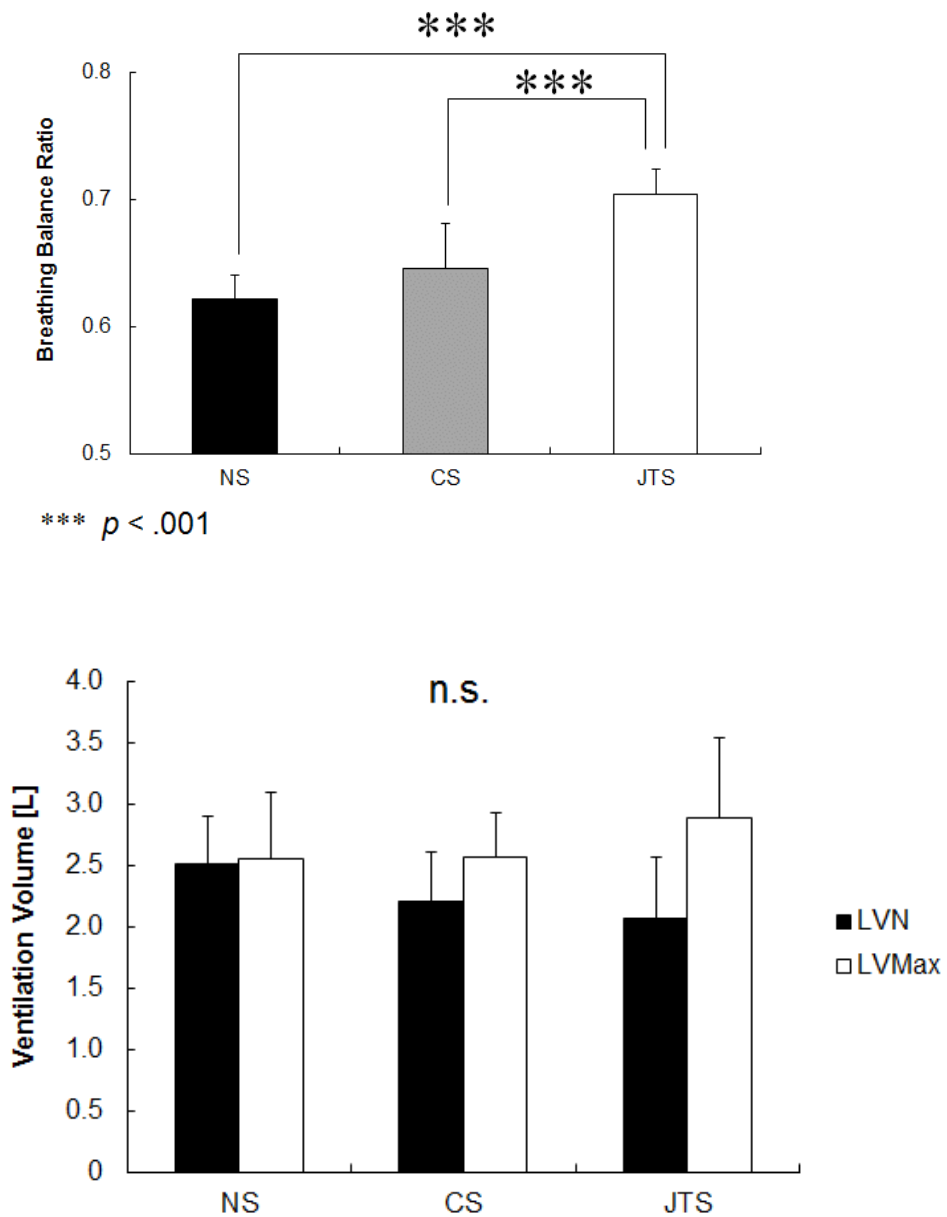 ***
***
0.8
0.7
0.6
0.5
Breathing Balance Ratio
NS CS JTS
*** p < .001
n.s.
4.0
3.5
3.0
2.5
2.0
1.5
1.0
0.5
0
Ventilation Volume [L]
LVN
LVMax
NS CS JTS